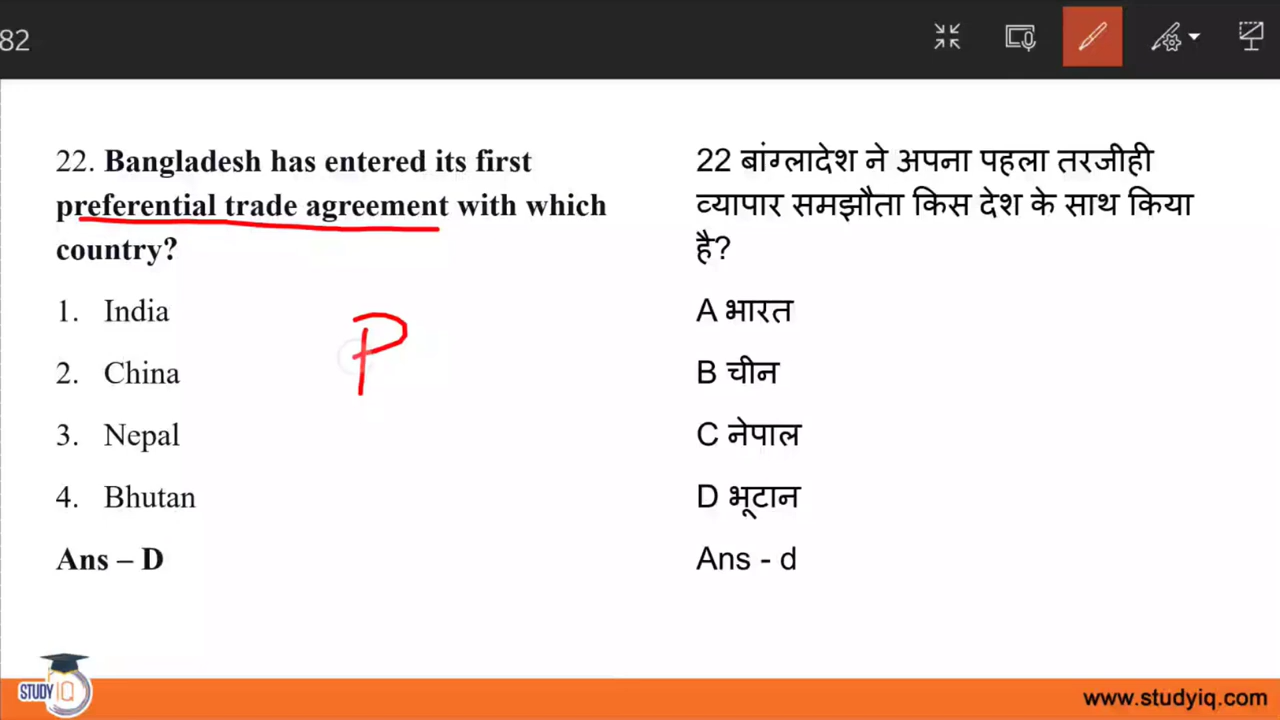 82
22. Bangladesh has entered its first
preferential trade agreement with which
country?
1. India
2. China
3. Nepal
4. Bhutan
Ans – D
P
22 बांग्लादेश ने अपना पहला तरजीही
व्यापार समझौता किस देश के साथ किया
है?
A भारत
B चीन
C नेपाल
D भूटान
Ans - d
STUDY IQ
www.studyiq.com